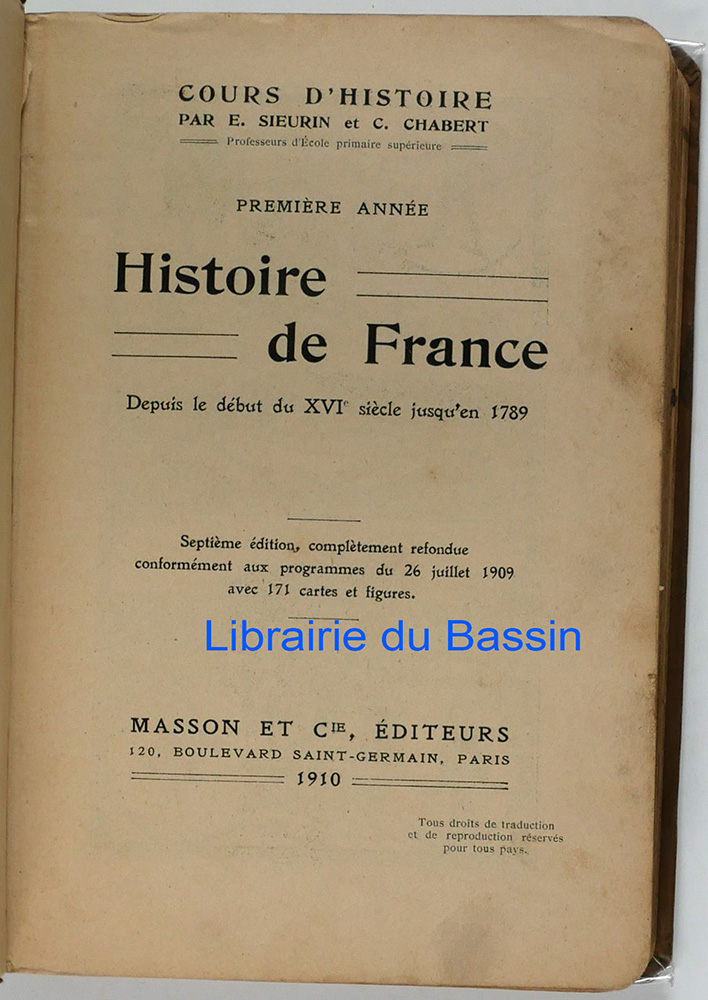 COURS D'HISTOIRE
PAR E. SIEURIN et C. CHABERT
Professeurs d'École primaire supérieure
PREMIÈRE ANNÉE
Histoire
de France
Depuis le début du XVIe siècle jusqu'en 1789
Septième édition, complètement refondue
conformément aux programmes du 26 juillet 1909
avec 171 cartes et figures.
Librairie du Bassin
MASSON ET CIE, ÉDITEURS
120, BOULEVARD SAINT-GERMAIN, PARIS
1910
Tous droits de traduction
et de reproduction réservés
pour tous pays.